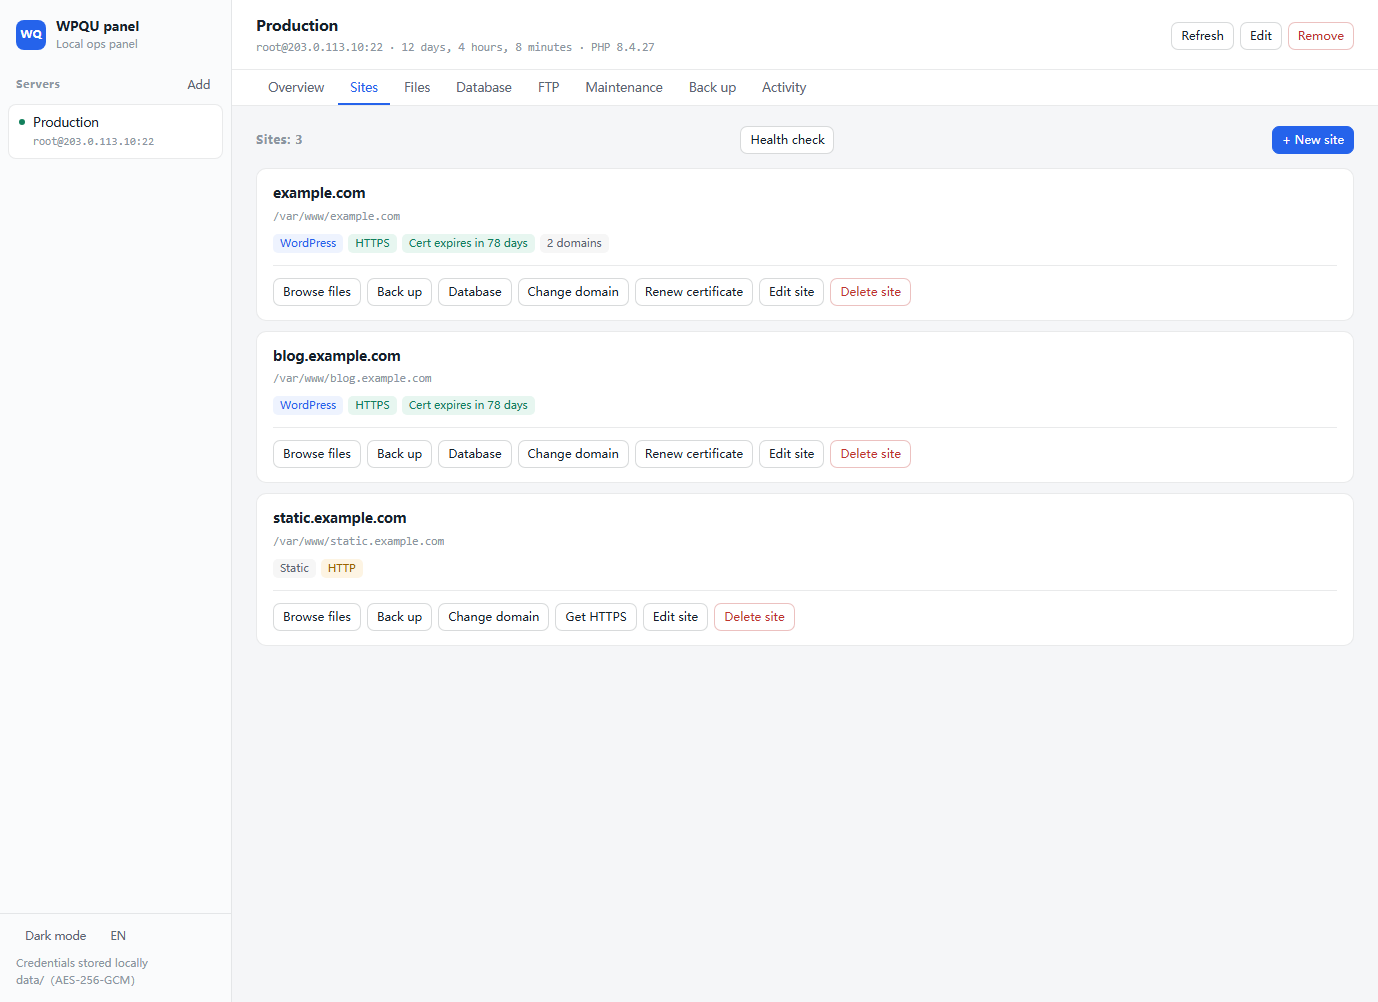 WQ
WPQU panel
Local ops panel
Servers
Add
Production
root@203.0.113.10:22
Dark mode
EN
Credentials stored locally
data/ (AES-256-GCM)
Production
root@203.0.113.10:22 · 12 days, 4 hours, 8 minutes · PHP 8.4.27
Refresh
Edit
Remove
Overview
Sites
Files
Database
FTP
Maintenance
Back up
Activity
Sites: 3
Health check
+ New site
example.com
/var/www/example.com
WordPress
HTTPS
Cert expires in 78 days
2 domains
Browse files
Back up
Database
Change domain
Renew certificate
Edit site
Delete site
blog.example.com
/var/www/blog.example.com
WordPress
HTTPS
Cert expires in 78 days
Browse files
Back up
Database
Change domain
Renew certificate
Edit site
Delete site
static.example.com
/var/www/static.example.com
Static
HTTP
Browse files
Back up
Change domain
Get HTTPS
Edit site
Delete site